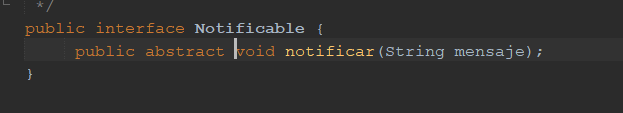 */
public interface Notificable {
public abstract void notificar(String mensaje);
}